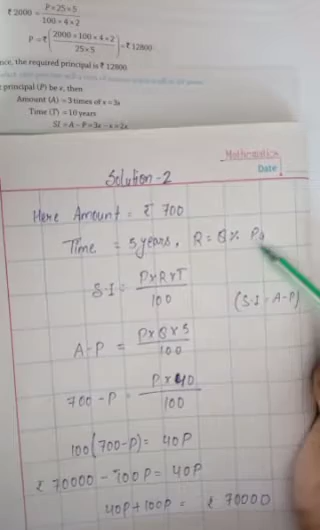 ₹ 2000 = P×25×5 / 100×4×2
P = ₹ (2000×100×4×2 / 25×5) = ₹ 12800
nce, the required principal is ₹ 12800
principal (P) be x, then
Amount (A) = 3 times of x = 3x
Time (T) = 10 years
SI = A – P = 3x – x = 2x
Mathematics
Date
Solution-2
Here Amount = ₹ 700
Time = 5 years, R = 8%
S·I = P×R×T / 100
(S·I = A-P)
A-P = P×8×5 / 100
700-P = P×40 / 100
100(700-P) = 40P
₹ 70000 - 100P = 40P
40P+100P = ₹ 70000